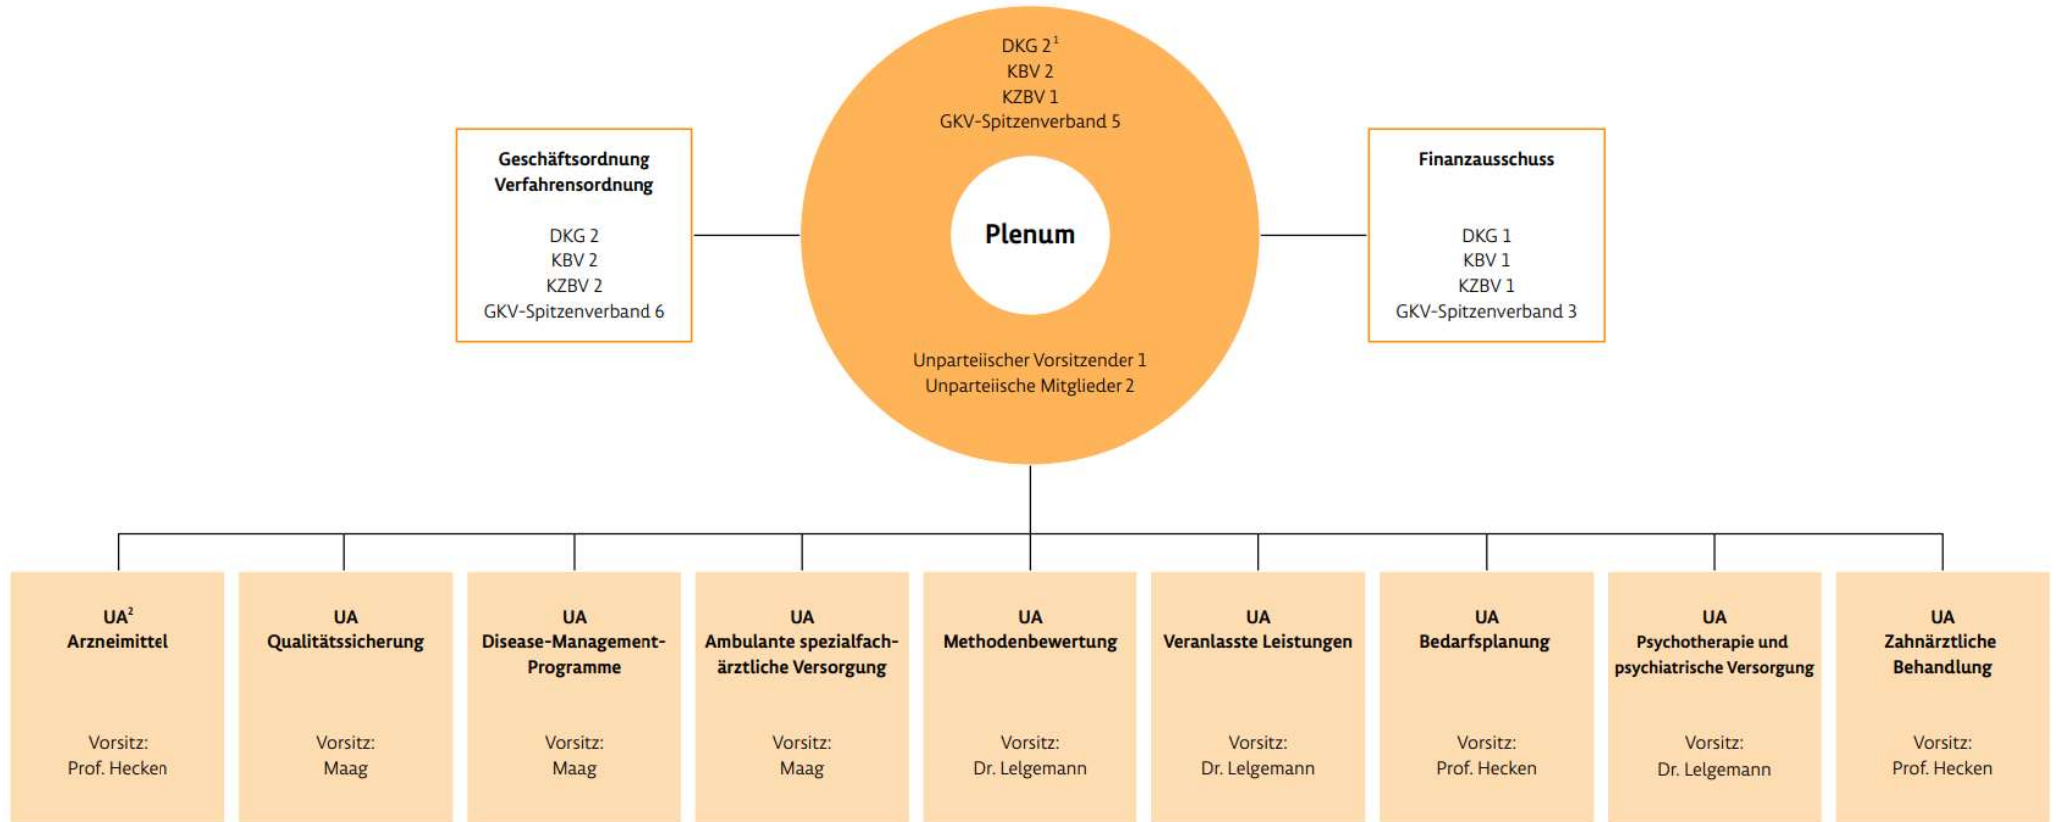 DKG 2¹
KBV 2
KZBV 1
GKV-Spitzenverband 5
Plenum
Unparteiischer Vorsitzender 1
Unparteiische Mitglieder 2
Geschäftsordnung
Verfahrensordnung
DKG 2
KBV 2
KZBV 2
GKV-Spitzenverband 6
Finanzausschuss
DKG 1
KBV 1
KZBV 1
GKV-Spitzenverband 3
UA²
Arzneimittel
Vorsitz:
Prof. Hecken
UA
Qualitätssicherung
Vorsitz:
Maag
UA
Disease-Management-
Programme
Vorsitz:
Maag
UA
Ambulante spezialfach-
ärztliche Versorgung
Vorsitz:
Maag
UA
Methodenbewertung
Vorsitz:
Dr. Lelgemann
UA
Veranlasste Leistungen
Vorsitz:
Dr. Lelgemann
UA
Bedarfsplanung
Vorsitz:
Prof. Hecken
UA
Psychotherapie und
psychiatrische Versorgung
Vorsitz:
Dr. Lelgemann
UA
Zahnärztliche
Behandlung
Vorsitz:
Prof. Hecken